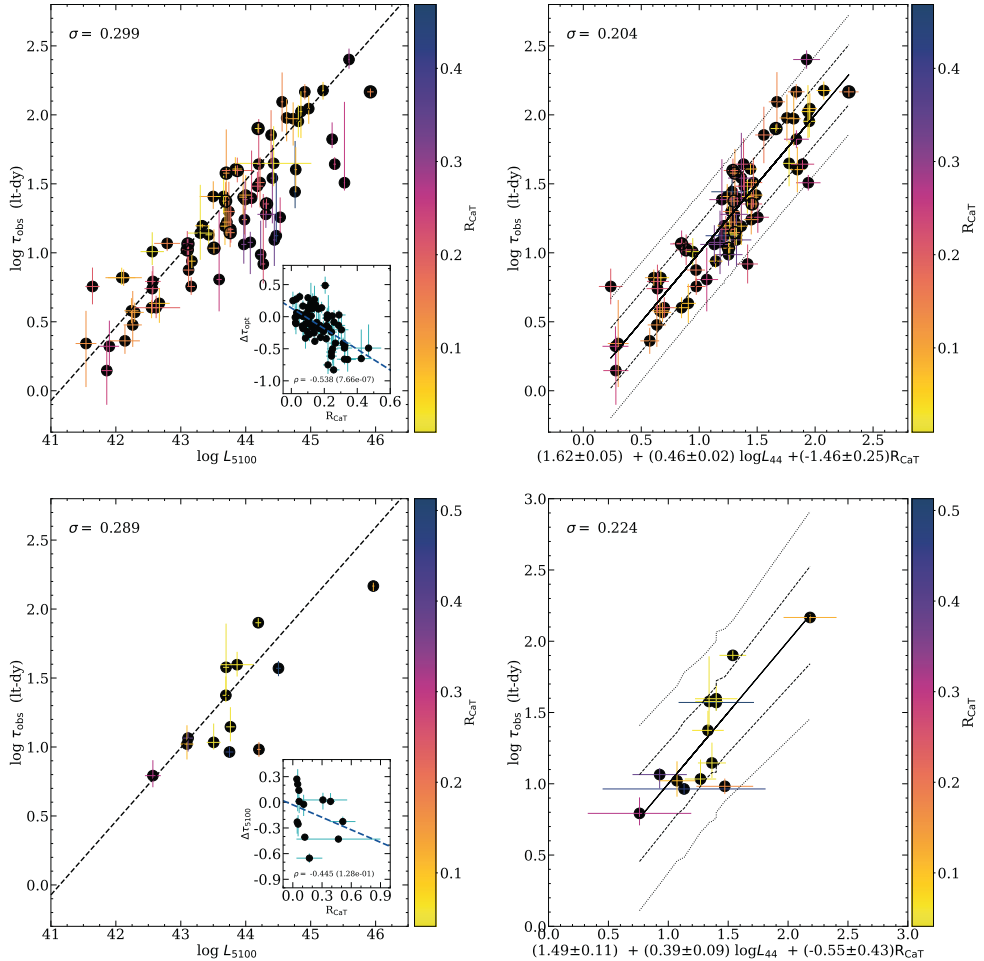 σ = 0.299
log τobs (lt-dy)
2.5
2.0
1.5
1.0
0.5
0.0
41 42 43 44 45 46
log L5100
0.4
0.3
0.2
0.1
RCaT
Δτopt
0.5
0.0
-0.5
-1.0
ρ = -0.538 (7.66e-07)
0.0 0.2 0.4 0.6
RCaT
σ = 0.204
log τobs (lt-dy)
2.5
2.0
1.5
1.0
0.5
0.0
0.0 0.5 1.0 1.5 2.0 2.5
(1.62±0.05) + (0.46±0.02) logL44 +(-1.46±0.25)RCaT
0.4
0.3
0.2
0.1
RCaT
σ = 0.289
log τobs (lt-dy)
2.5
2.0
1.5
1.0
0.5
0.0
41 42 43 44 45 46
log L5100
0.5
0.4
0.3
0.2
0.1
RCaT
Δτ5100
0.3
0.0
-0.3
-0.6
-0.9
ρ = -0.445 (1.28e-01)
0.0 0.3 0.6 0.9
RCaT
σ = 0.224
log τobs (lt-dy)
3.0
2.5
2.0
1.5
1.0
0.5
0.0
0.0 0.5 1.0 1.5 2.0 2.5 3.0
(1.49±0.11) + (0.39±0.09) logL44 + (-0.55±0.43)RCaT
0.5
0.4
0.3
0.2
0.1
RCaT